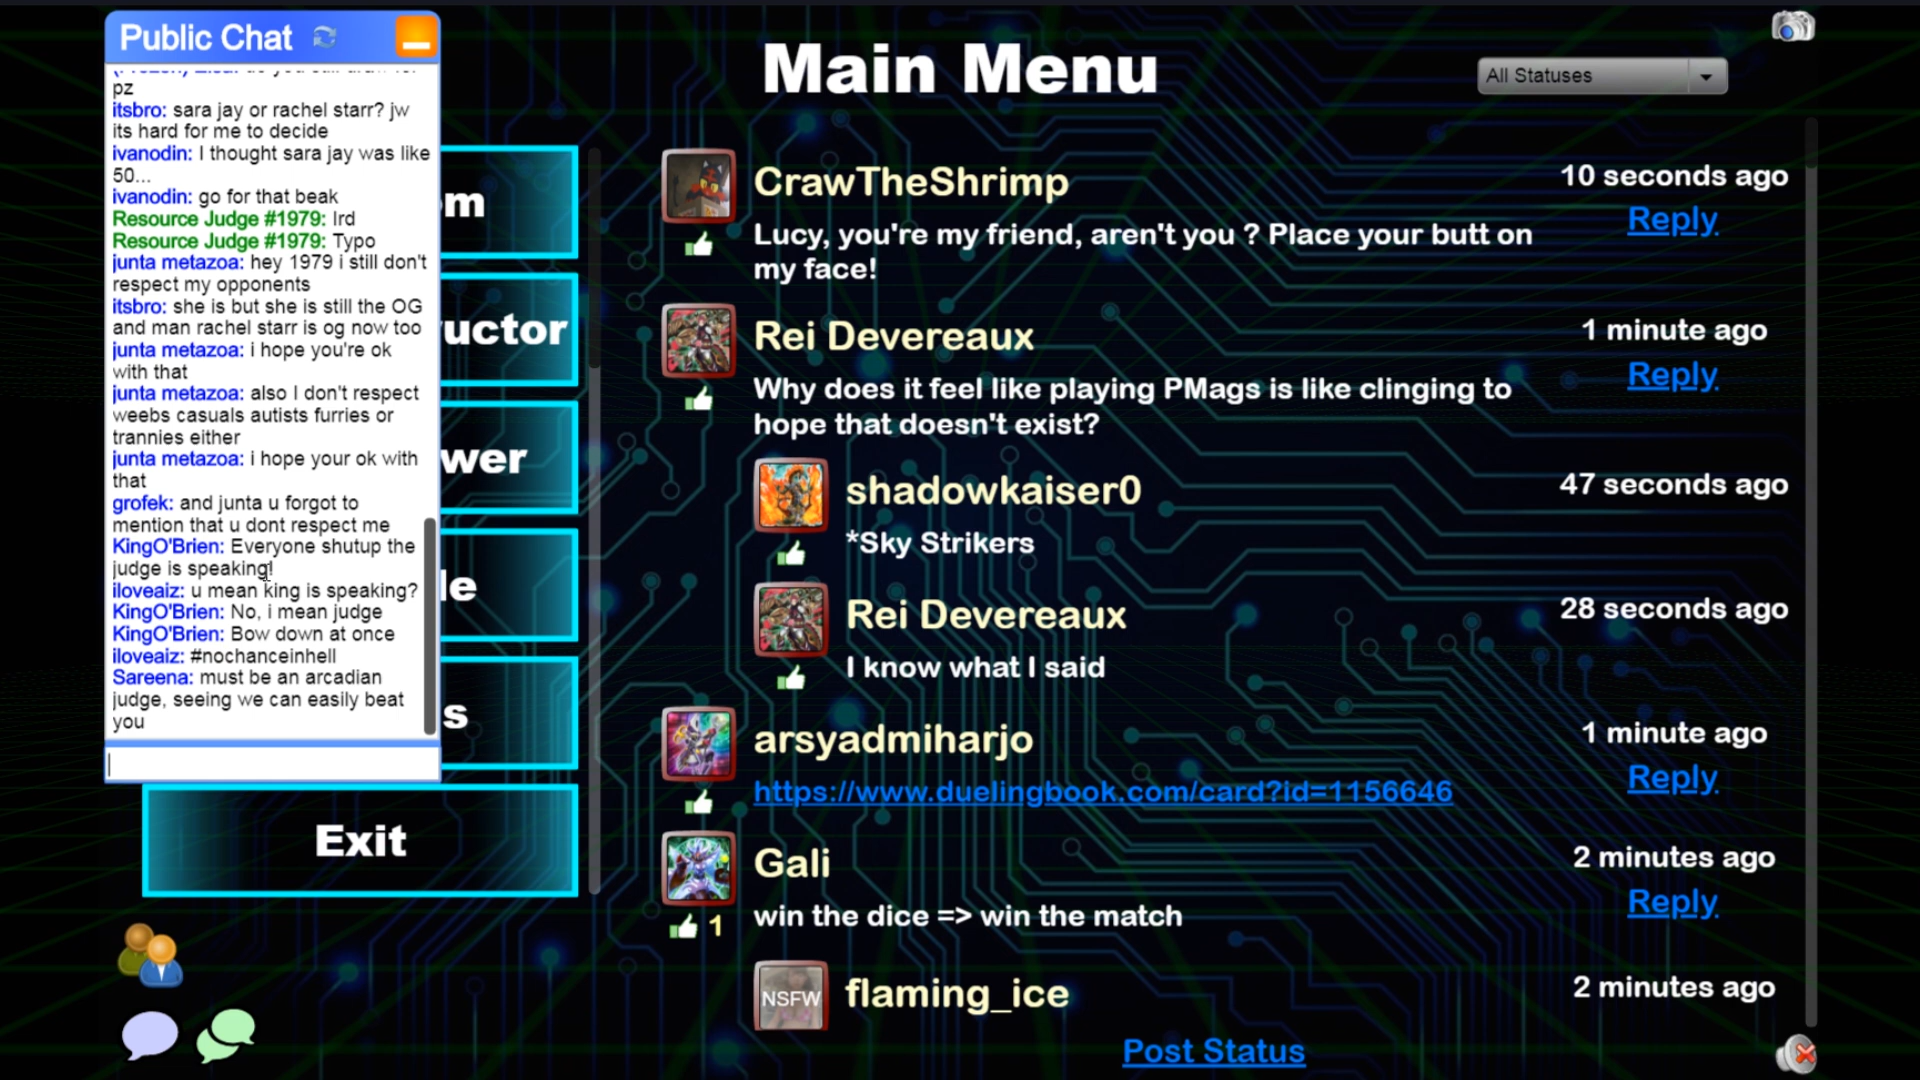 Public Chat
pz
itsbro: sara jay or rachel starr? jw
its hard for me to decide
ivanodin: I thought sara jay was like
50...
ivanodin: go for that beak
Resource Judge #1979: Ird
Resource Judge #1979: Typo
junta metazoa: hey 1979 i still don't
respect my opponents
itsbro: she is but she is still the OG
and man rachel starr is og now too
junta metazoa: i hope you're ok
with that
junta metazoa: also I don't respect
weebs casuals autists furries or
trannies either
junta metazoa: i hope your ok with
that
grofek: and junta u forgot to
mention that u dont respect me
KingO'Brien: Everyone shutup the
judge is speaking!
iloveaiz: u mean king is speaking?
KingO'Brien: No, i mean judge
KingO'Brien: Bow down at once
iloveaiz: #nochanceinhell
Sareena: must be an arcadian
judge, seeing we can easily beat
you
om
uctor
wer
le
s
Exit
Main Menu
All Statuses
CrawTheShrimp
10 seconds ago
Reply
Lucy, you're my friend, aren't you ? Place your butt on
my face!
Rei Devereaux
1 minute ago
Reply
Why does it feel like playing PMags is like clinging to
hope that doesn't exist?
shadowkaiser0
47 seconds ago
*Sky Strikers
Rei Devereaux
28 seconds ago
I know what I said
arsyadmiharjo
1 minute ago
Reply
https://www.duelingbook.com/card?id=1156646
Gali
2 minutes ago
Reply
1
win the dice => win the match
NSFW
flaming_ice
2 minutes ago
Post Status